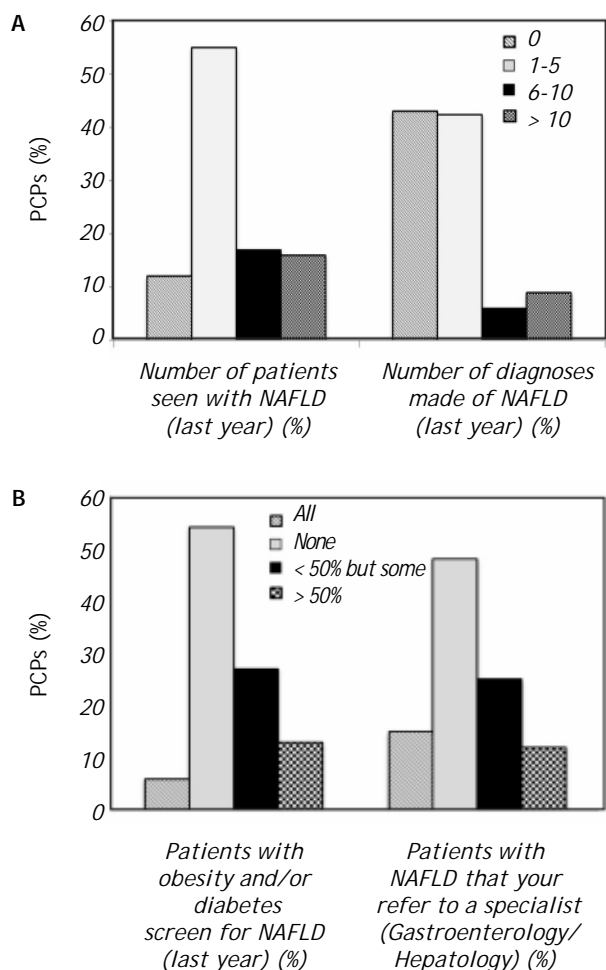 A
60
50
40
30
20
10
0
PCPs (%)
0
1-5
6-10
> 10
Number of patients
seen with NAFLD
(last year) (%)
Number of diagnoses
made of NAFLD
(last year) (%)
B
60
50
40
30
20
10
0
PCPs (%)
All
None
< 50% but some
> 50%
Patients with
obesity and/or
diabetes
screen for NAFLD
(last year) (%)
Patients with
NAFLD that your
refer to a specialist
(Gastroenterology/
Hepatology) (%)